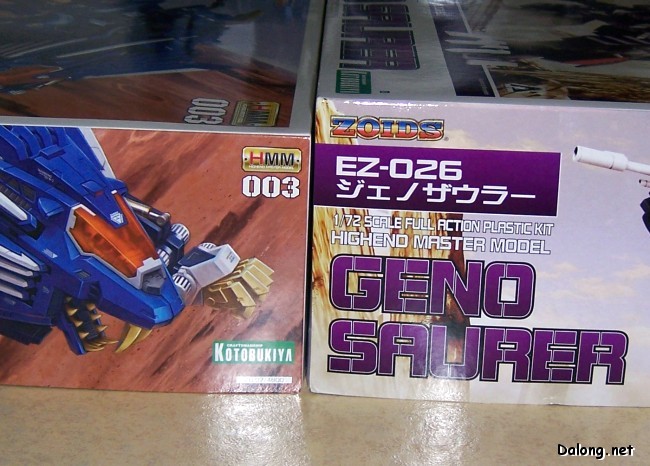 003
HMM
003
CRAFTSMANSHIP
KOTOBUKIYA
ZOIDS
EZ-026
ジェノザウラー
1/72 SCALE FULL ACTION PLASTIC KIT
HIGHEND MASTER MODEL
GENO
SAURER
Dalong.net